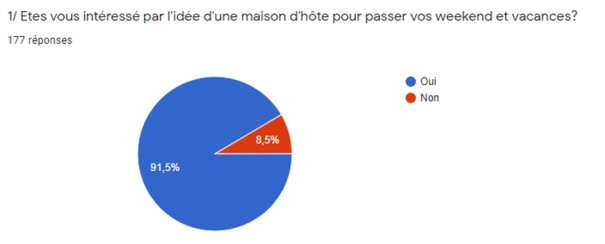 1/ Etes vous intéressé par l'idée d'une maison d'hôte pour passer vos weekend et vacances?
177 réponses
Oui
Non
8,5%
91,5%